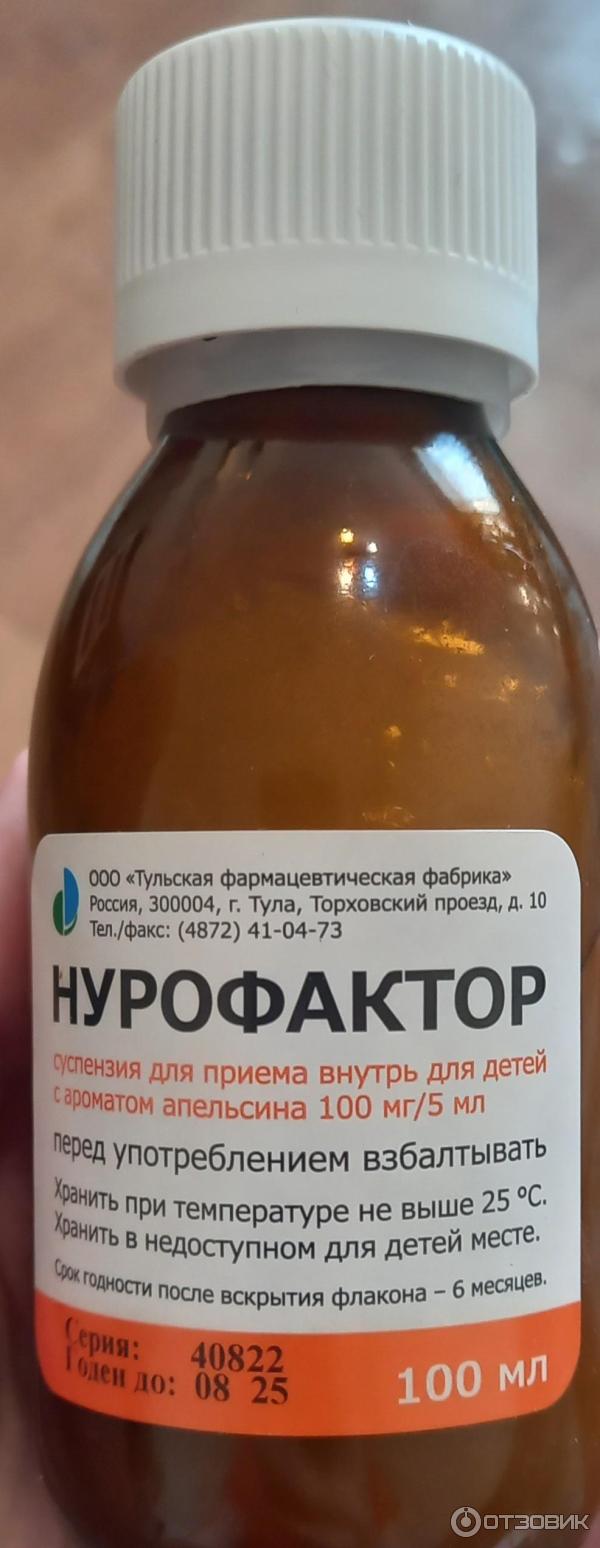 ООО «Тульская фармацевтическая фабрика»
Россия, 300004, г. Тула, Торховский проезд, д. 10
Тел./факс: (4872) 41-04-73
НУРОФАКТОР
суспензия для приема внутрь для детей
с ароматом апельсина 100 мг/5 мл
перед употреблением взбалтывать
Хранить при температуре не выше 25 °С.
Хранить в недоступном для детей месте.
Срок годности после вскрытия флакона – 6 месяцев.
Серия: 40822
Годен до: 08 25
100 мл
ОТЗОВИК